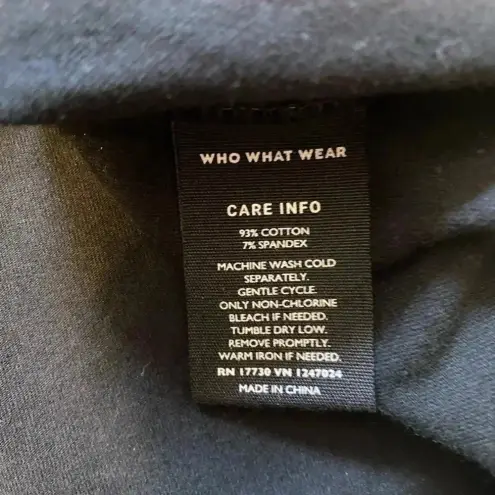 WHO WHAT WEAR
CARE INFO
93% COTTON
7% SPANDEX
MACHINE WASH COLD
SEPARATELY.
GENTLE CYCLE.
ONLY NON-CHLORINE
BLEACH IF NEEDED.
TUMBLE DRY LOW.
REMOVE PROMPTLY.
WARM IRON IF NEEDED.
RN 17730 VN 1247024
MADE IN CHINA